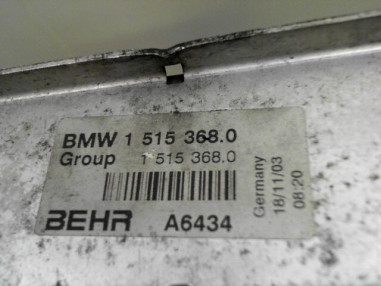 BMW 1 515 368.0
Group 1 515 368.0
BEHR A6434
Germany
18/11/03
08:20